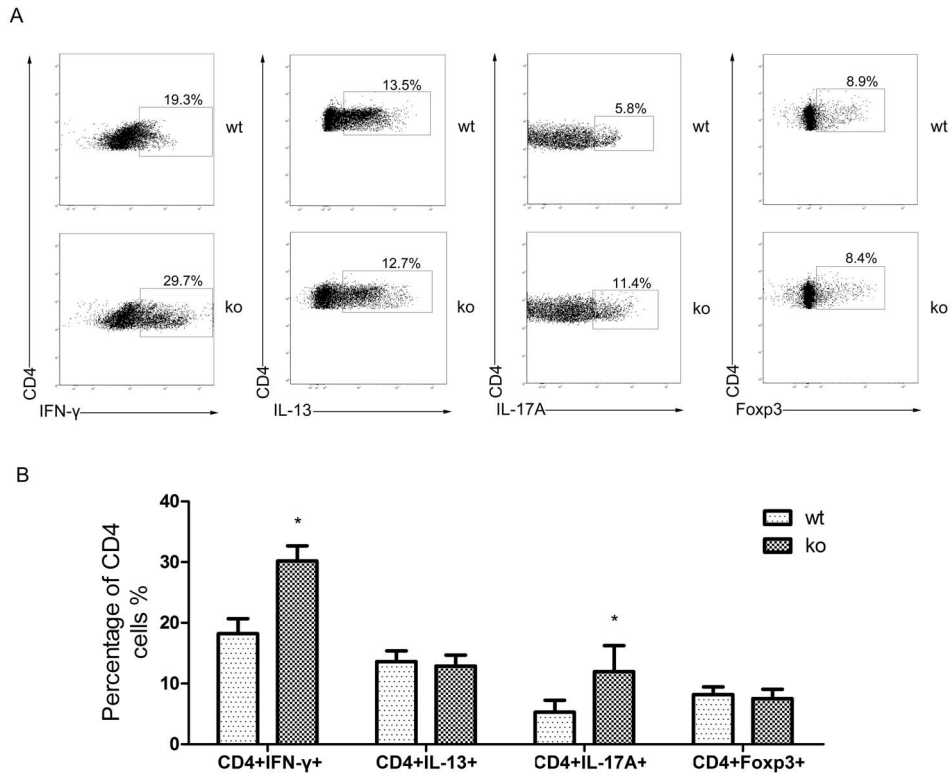 A
19.3%
wt
13.5%
wt
5.8%
wt
8.9%
wt
CD4
CD4
CD4
CD4
29.7%
ko
12.7%
ko
11.4%
ko
8.4%
ko
IFN-γ
IL-13
IL-17A
Foxp3
B
Percentage of CD4
cells %
40
30
20
10
0
*
*
wt
ko
CD4+IFN-γ+
CD4+IL-13+
CD4+IL-17A+
CD4+Foxp3+